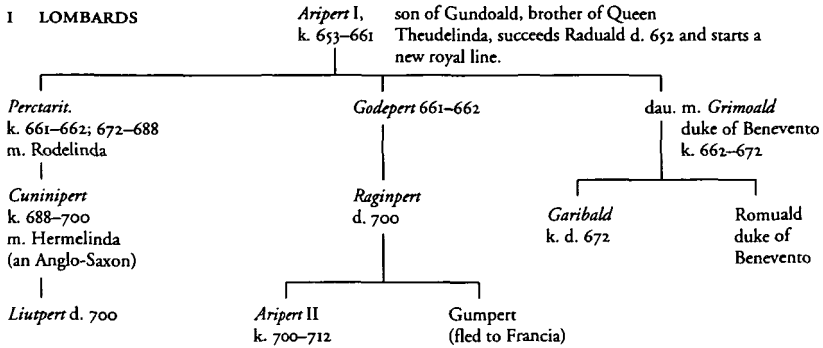 I LOMBARDS
Aripert I,
k. 653–661
son of Gundoald, brother of Queen
Theudelinda, succeeds Raduald d. 652 and starts a
new royal line.
Perctarit.
k. 661–662; 672–688
m. Rodelinda
Godepert 661–662
dau. m. Grimoald
duke of Benevento
k. 662–672
Cuninipert
k. 688–700
m. Hermelinda
(an Anglo-Saxon)
Raginpert
d. 700
Garibald
k. d. 672
Romuald
duke of
Benevento
Liutpert d. 700
Aripert II
k. 700–712
Gumpert
(fled to Francia)